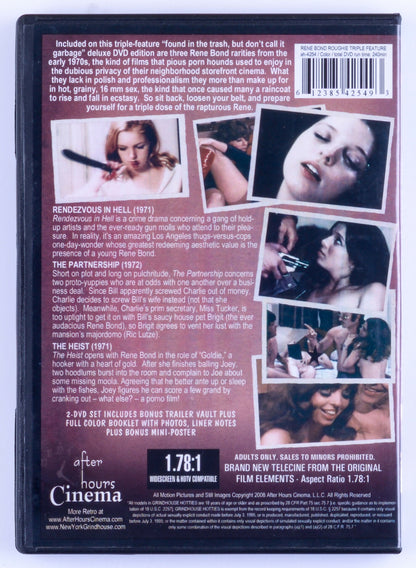 Included on this triple-feature "found in the trash, but don't call it
garbage" deluxe DVD edition are three Rene Bond rarities from the
early 1970s, the kind of films that pious porn hounds used to enjoy in
the dubious privacy of their neighborhood storefront cinema. What
they lack in polish and professionalism they more than make up for
in hot, grainy, 16 mm sex, the kind that once caused many a raincoat
to rise and fall in ecstasy. So sit back, loosen your belt, and prepare
yourself for a triple dose of the rapturous Rene.
RENE BOND ROUGHIE TRIPLE FEATURE
ah-4254 / Color / total DVD run time: 240min
6 12385 42549 3
RENDEZVOUS IN HELL (1971)
Rendezvous in Hell is a crime drama concerning a gang of hold-
up artists and the ever-ready gun molls who attend to their plea-
sure. In reality, it's an amazing Los Angeles thugs-versus-cops
one-day-wonder whose greatest redeeming aesthetic value is the
presence of a young Rene Bond.
THE PARTNERSHIP (1972)
Short on plot and long on pulchritude, The Partnership concerns
two proto-yuppies who are at odds with one another over a busi-
ness deal. Since Bill apparently screwed Charlie out of money,
Charlie decides to screw Bill's wife instead (not that she
objects). Meanwhile, Charlie's prim secretary, Miss Tucker, is
too uptight to get it on with Bill's saucy house pet Brigit (the ever
audacious Rene Bond), so Brigit agrees to vent her lust with the
mansion's majordomo (Ric Lutze).
THE HEIST (1971)
The Heist opens with Rene Bond in the role of "Goldie," a
hooker with a heart of gold. After she finishes balling Joey,
two hoodlums burst into the room and complain to Joe about
some missing moola. Agreeing that he better ante up or sleep
with the fishes, Joey figures he can score a few grand by
cranking out – what else? – a porno film!
2-DVD SET INCLUDES BONUS TRAILER VAULT PLUS
FULL COLOR BOOKLET WITH PHOTOS, LINER NOTES
PLUS BONUS MINI-POSTER
after
hours
Cinema
More Retro at
www.AfterHoursCinema.com
www.NewYorkGrindhouse.com
1.78:1
WIDESCREEN & HDTV COMPATIBLE
ADULTS ONLY. SALES TO MINORS PROHIBITED.
BRAND NEW TELECINE FROM THE ORIGINAL
FILM ELEMENTS - Aspect Ratio 1.78:1
All Motion Pictures and Still Images Copyright 2008 After Hours Cinema, L.L.C. All Rights Reserved